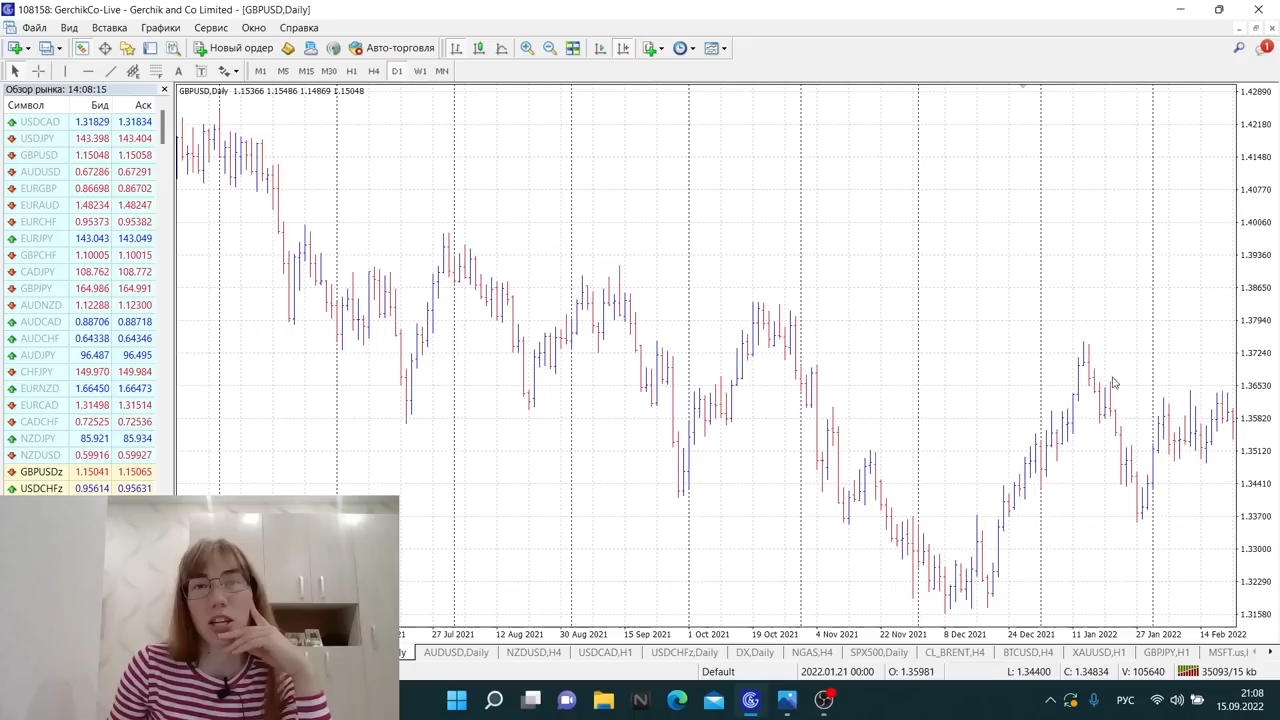 108158: GerchikCo-Live - Gerchik and Co Limited - [GBPUSD,Daily]
Файл Вид Вставка Графики Сервис Окно Справка
Новый ордер Авто-торговля 1
A T M1 M5 M15 M30 H1 H4 D1 W1 MN
Обзор рынка: 14:08:15
Символ Бид Аск
USDCAD 1.31829 1.31834
USDJPY 143.398 143.404
GBPUSD 1.15048 1.15058
AUDUSD 0.67286 0.67291
EURGBP 0.86698 0.86702
EURAUD 1.48234 1.48247
EURCHF 0.95373 0.95382
EURJPY 143.043 143.049
GBPCHF 1.10005 1.10015
CADJPY 108.762 108.772
GBPJPY 164.986 164.991
AUDNZD 1.12288 1.12300
AUDCAD 0.88706 0.88718
AUDCHF 0.64338 0.64346
AUDJPY 96.487 96.495
CHFJPY 149.970 149.984
EURNZD 1.66450 1.66473
EURCAD 1.31498 1.31514
CADCHF 0.72525 0.72536
NZDJPY 85.921 85.934
NZDUSD 0.59916 0.59927
GBPUSDz 1.15041 1.15065
USDCHFz 0.95614 0.95631
GBPUSD,Daily 1.15366 1.15486 1.14869 1.15048
1.42890
1.42180
1.41480
1.40770
1.40060
1.39360
1.38650
1.37940
1.37240
1.36530
1.35820
1.35120
1.34410
1.33700
1.33000
1.32290
1.31580
27 Jul 2021 12 Aug 2021 30 Aug 2021 15 Sep 2021 1 Oct 2021 19 Oct 2021 4 Nov 2021 22 Nov 2021 8 Dec 2021 24 Dec 2021 11 Jan 2022 27 Jan 2022 14 Feb 2022
AUDUSD,Daily NZDUSD,H4 USDCAD,H1 USDCHFz,Daily DX,Daily NGAS,H4 SPX500,Daily CL_BRENT,H4 BTCUSD,H4 XAUUSD,H1 GBPJPY,H1 MSFT.us,
Default 2022.01.21 00:00 O: 1.35981 L: 1.34400 C: 1.34834 V: 105640 35093/15 kb
РУС 21:08
15.09.2022